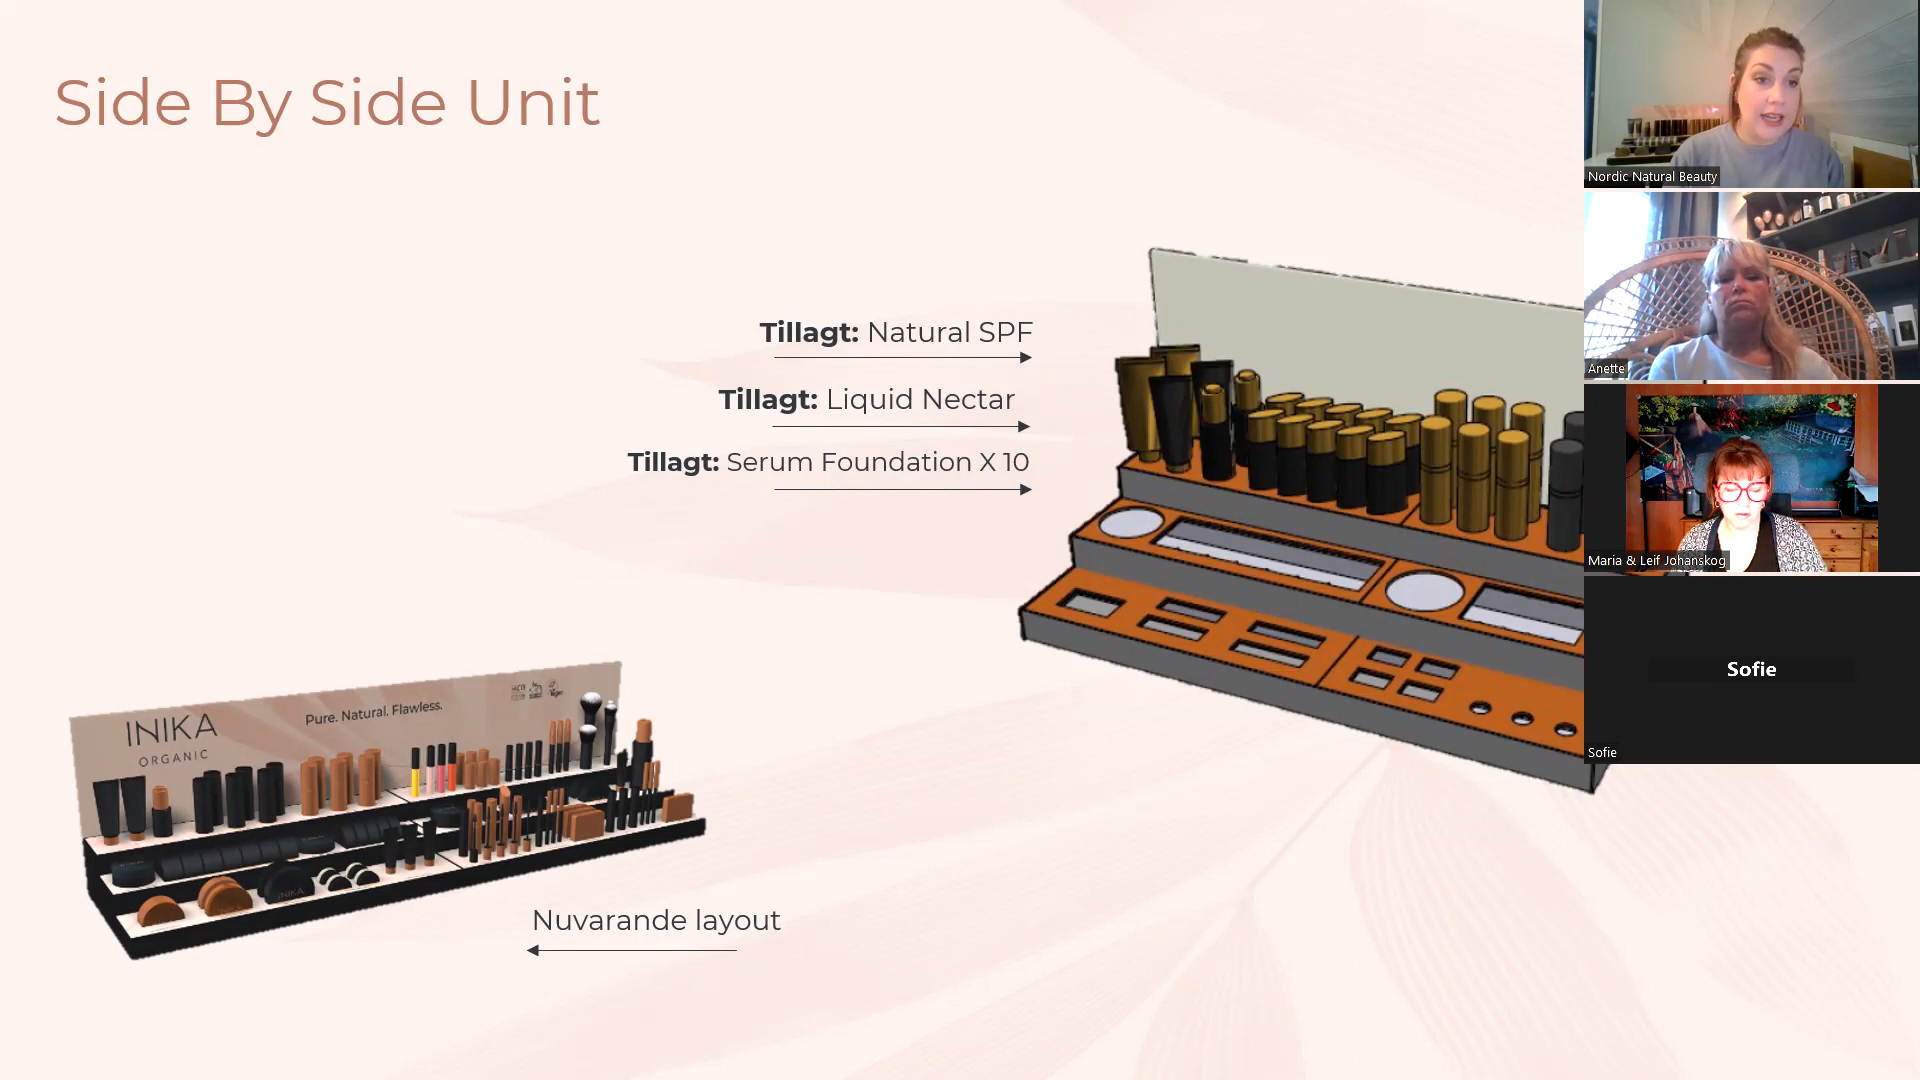 Side By Side Unit
Tillagt: Natural SPF
Tillagt: Liquid Nectar
Tillagt: Serum Foundation X 10
INIKA
ORGANIC
Pure. Natural. Flawless.
INIKA
Nuvarande layout
Nordic Natural Beauty
Anette
Maria & Leif Johanskog
Sofie
Sofie